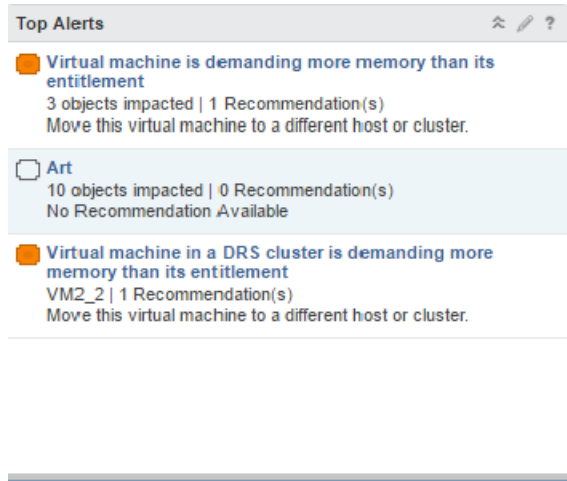 Top Alerts ?
Virtual machine is demanding more memory than its
entitlement
3 objects impacted | 1 Recommendation(s)
Move this virtual machine to a different host or cluster.
Art
10 objects impacted | 0 Recommendation(s)
No Recommendation Available
Virtual machine in a DRS cluster is demanding more
memory than its entitlement
VM2_2 | 1 Recommendation(s)
Move this virtual machine to a different host or cluster.